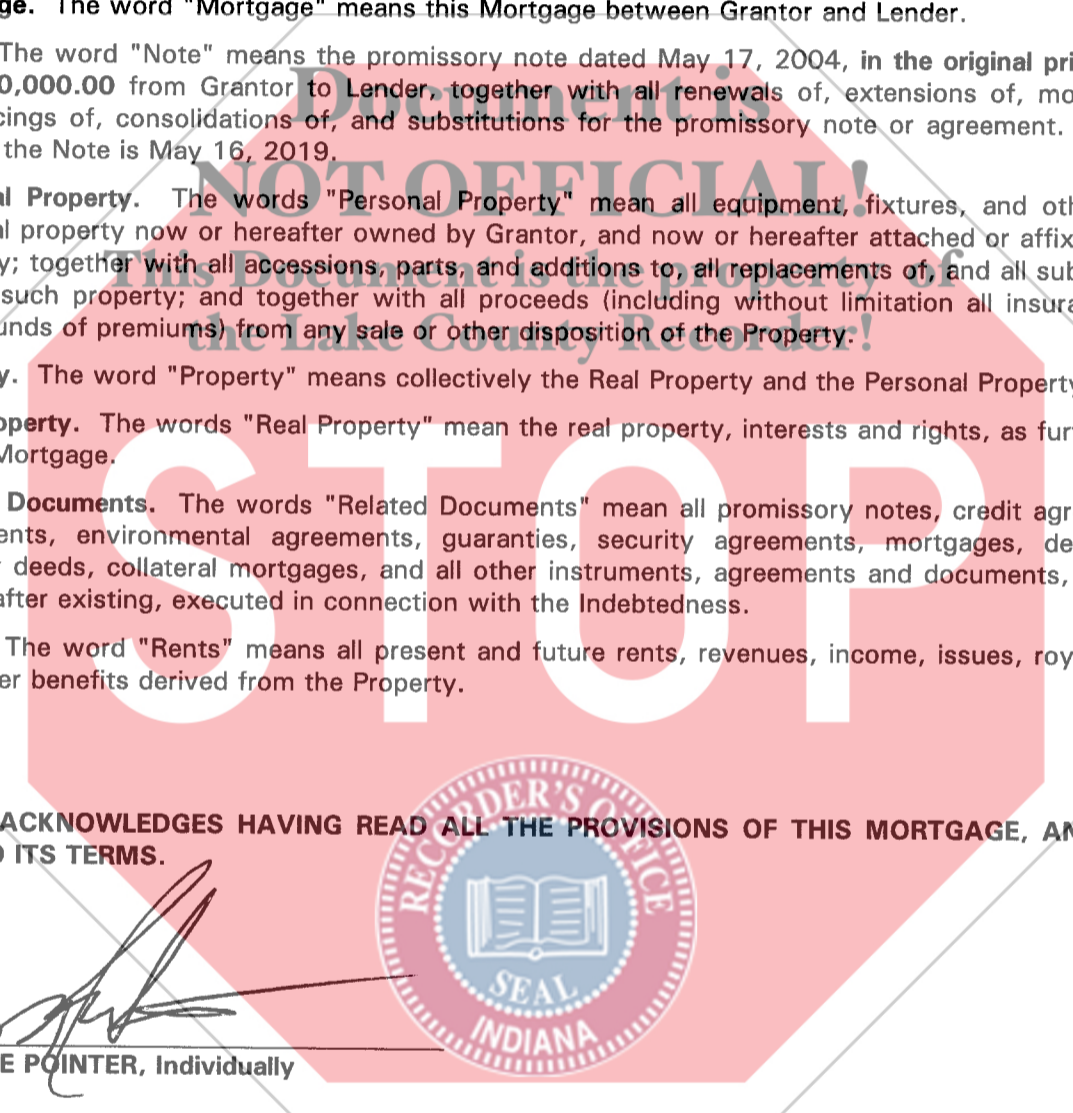 ge. The word "Mortgage" means this Mortgage between Grantor and Lender.
The word "Note" means the promissory note dated May 17, 2004, in the original pri
0,000.00 from Grantor to Lender, together with all renewals of, extensions of, mo
cings of, consolidations of, and substitutions for the promissory note or agreement.
the Note is May 16, 2019.
al Property. The words "Personal Property" mean all equipment, fixtures, and oth
al property now or hereafter owned by Grantor, and now or hereafter attached or affix
y; together with all accessions, parts, and additions to, all replacements of, and all sub
such property; and together with all proceeds (including without limitation all insura
unds of premiums) from any sale or other disposition of the Property.
y. The word "Property" means collectively the Real Property and the Personal Property
operty. The words "Real Property" mean the real property, interests and rights, as fur
Mortgage.
Documents. The words "Related Documents" mean all promissory notes, credit agr
ents, environmental agreements, guaranties, security agreements, mortgages, de
deeds, collateral mortgages, and all other instruments, agreements and documents,
after existing, executed in connection with the Indebtedness.
The word "Rents" means all present and future rents, revenues, income, issues, roy
er benefits derived from the Property.
ACKNOWLEDGES HAVING READ ALL THE PROVISIONS OF THIS MORTGAGE, AN
O ITS TERMS.
E POINTER, Individually
Document is
NOT OFFICIAL!
This Document is the property of
the Lake County Recorder!
STOP
RECORDER'S OFFICE
SEAL
INDIANA